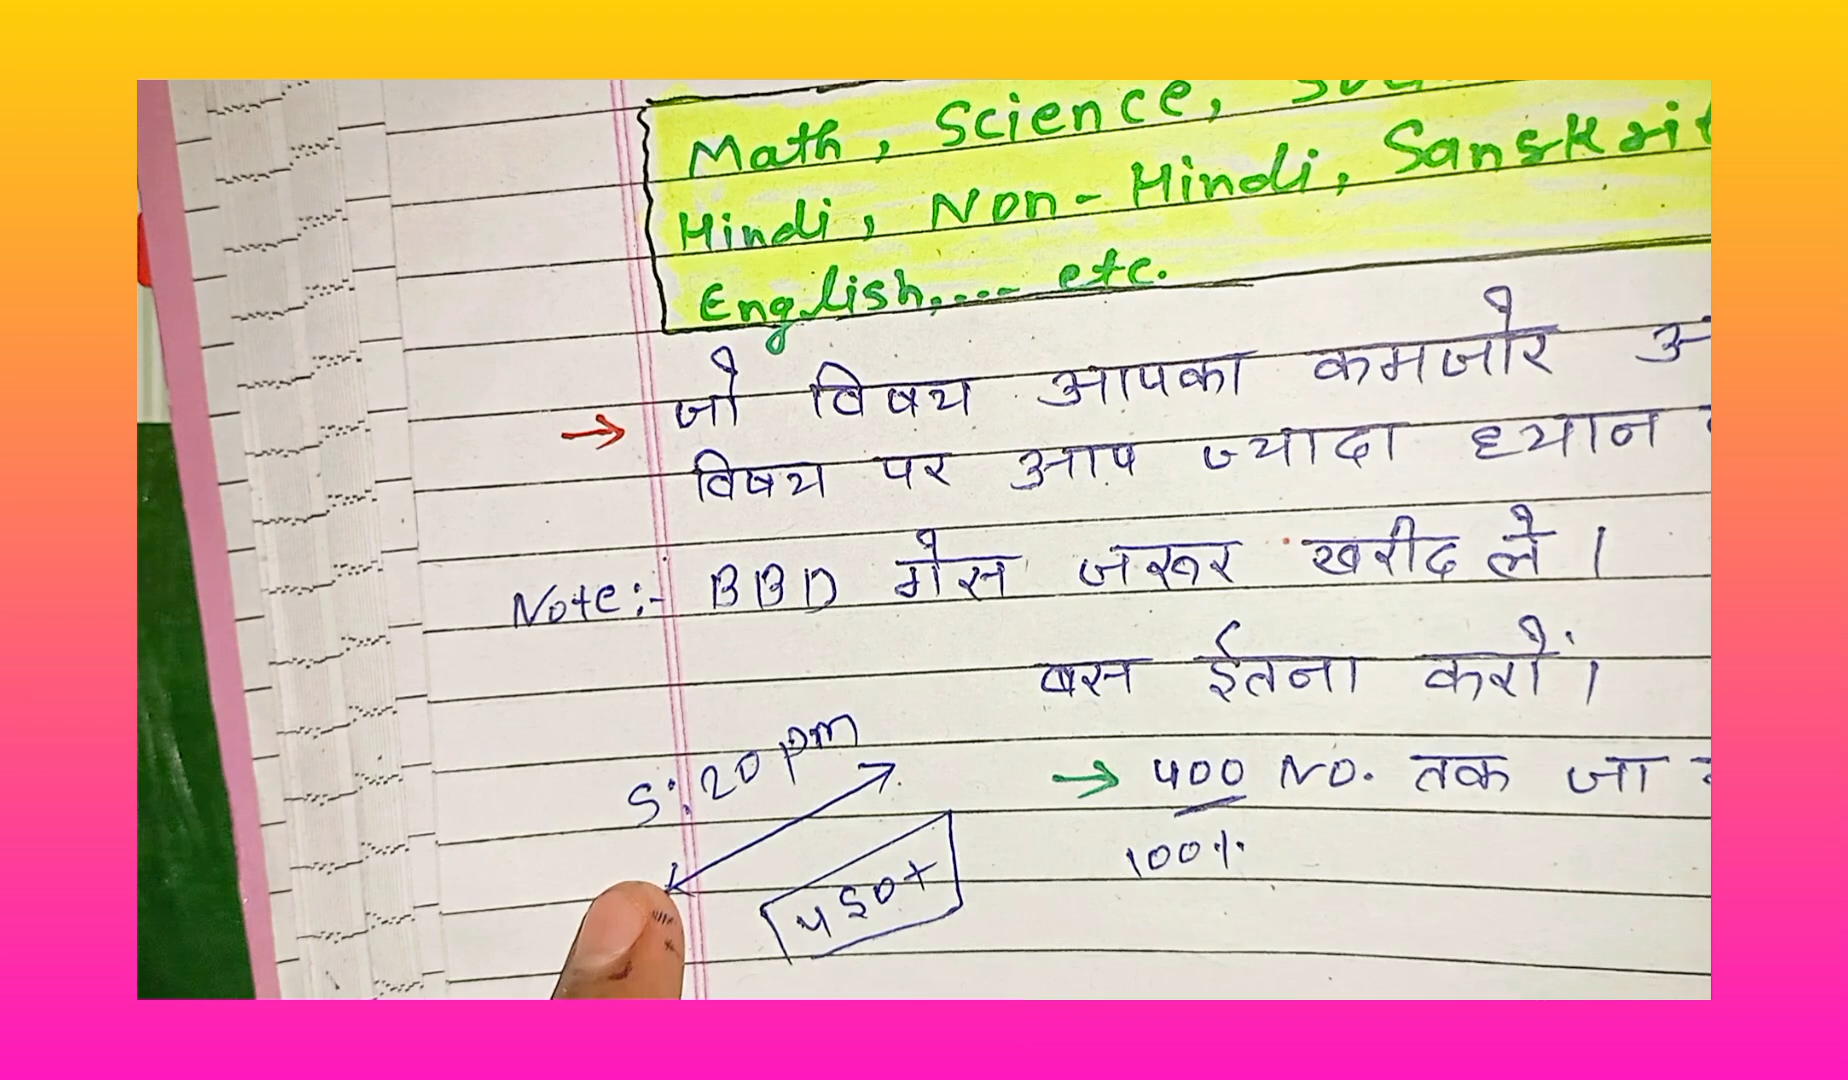 Math, Science,
Hindi, Non-Hindi, Sanskrit
English,... etc.
→ जो विषय आपका कमजोर
विषय पर आप ज्यादा ध्यान
Note:- BBD गेस जरूर खरीद ले।
बस ईतना करों।
5:20 pm
→ 400 NO. तक जा
450+
100%